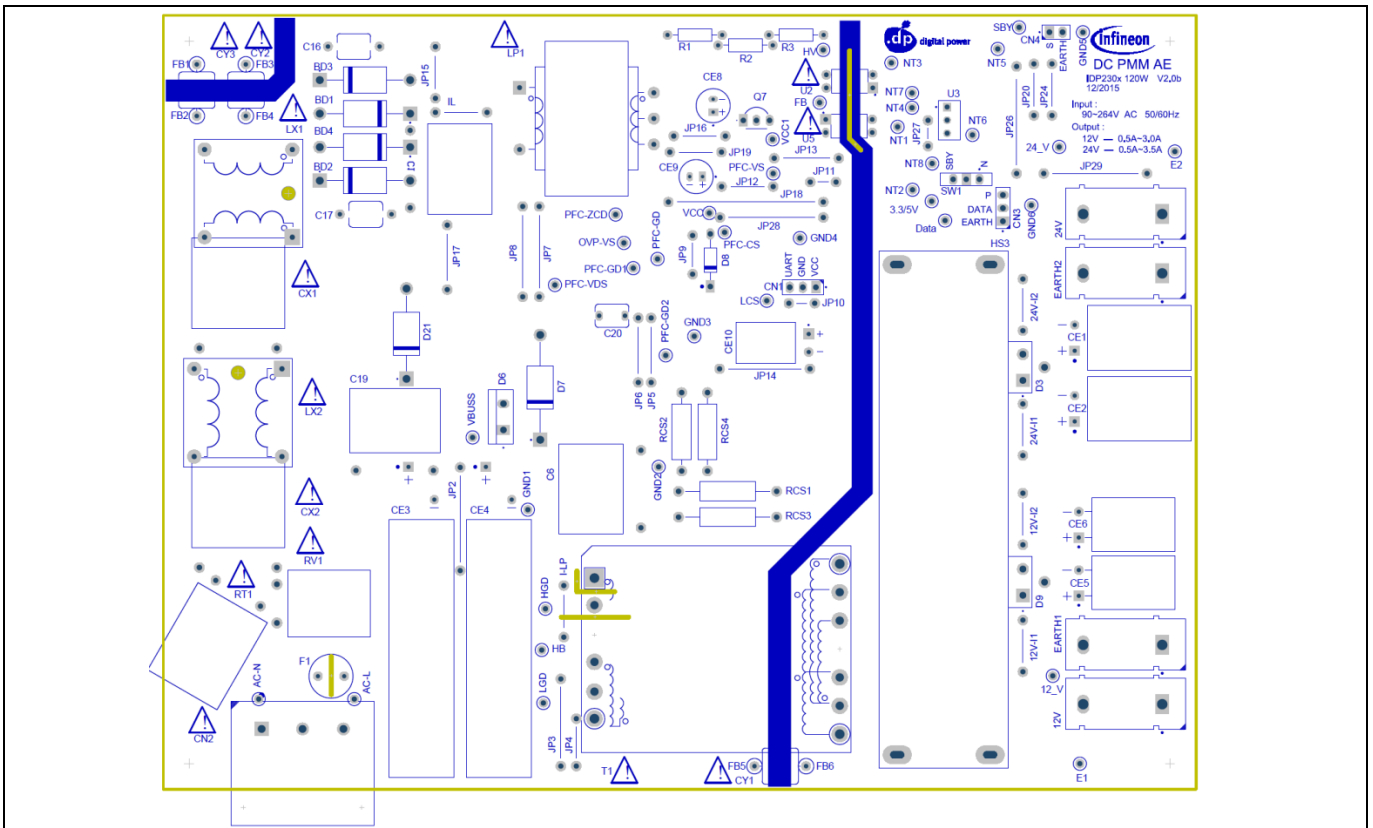 CY3
CY2
C16
LP1
R1
R2
R3
HV
.dp digital power
SBY
CN4
S
EARTH
GND5
infineon
DC PMM AE
IDP230x 120W V2,0b
12/2015
Input :
90~264V AC 50/60Hz
Output :
12V — 0.5A~3.0A
24V — 0.5A~3.5A
FB1
FB3
BD3
JP15
IL
CE8
Q7
U2
FB
NT3
NT5
NT7
NT4
U3
NT6
JP26
JP20
JP24
FB2
FB4
LX1
BD1
BD4
BD2
C1
JP16
JP19
VCC1
U5
JP13
NT1
JP27
24_V
E2
CE9
PFC-VS
JP12
JP11
JP18
NT8
SBY
N
SW1
JP29
C17
PFC-ZCD
VCC
JP28
NT2
3.3/5V
Data
P
DATA
EARTH
CN3
GND6
24V
JP17
JP8
JP7
OVP-VS
PFC-GD
PFC-CS
GND4
HS3
PFC-GD1
JP9
D8
UART
GND
VCC
CN1
EARTH2
CX1
PFC-VDS
LCS
JP10
24V-I2
D21
C20
PFC-GD2
GND3
CE10
+
−
CE1
−
+
C19
D6
D7
JP14
D3
LX2
VBUSS
JP6
JP5
RCS2
RCS4
24V-I1
CE2
−
+
CX2
+
JP2
+
C6
GND2
RCS1
RCS3
CE3
−
CE4
−
GND1
12V-I2
CE6
−
+
RV1
RT1
I-LP
HGD
D9
CE5
−
+
HB
12V-I1
EARTH1
F1
AC-N
AC-L
LGD
12_V
12V
CN2
JP3
JP4
T1
FB5
CY1
FB6
E1